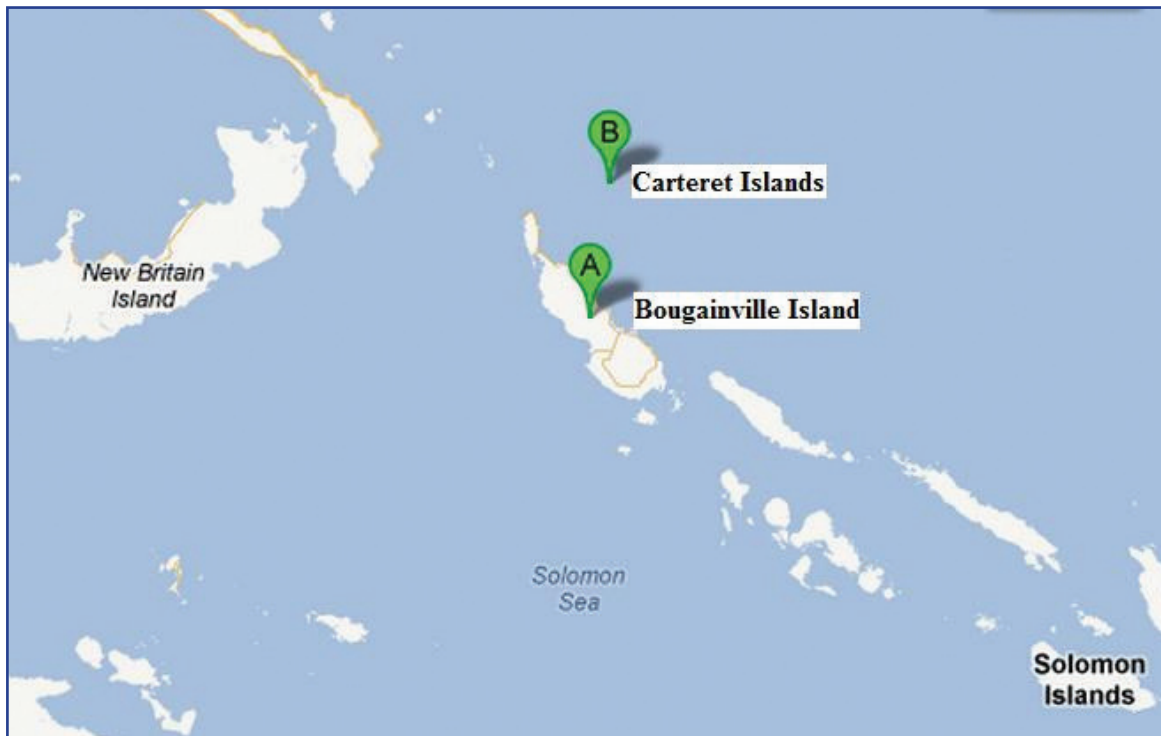 B
Carteret Islands
A
New Britain
Island
Bougainville Island
Solomon
Sea
Solomon
Islands